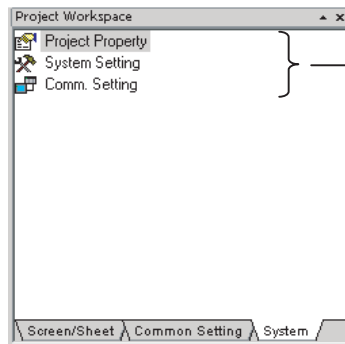 Project Workspace
Project Property
System Setting
Comm. Setting
Screen/Sheet
Common Setting
System